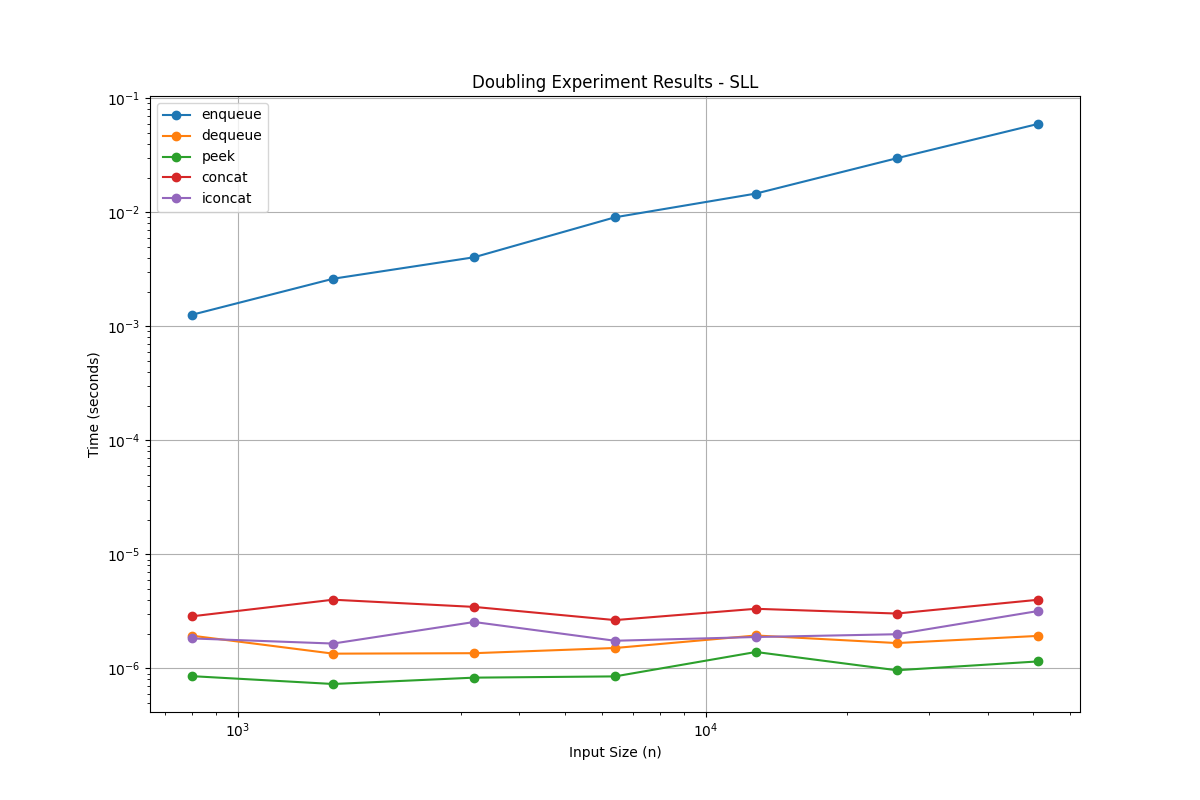 Doubling Experiment Results - SLL
enqueue
dequeue
peek
concat
iconcat
10⁻¹
10⁻²
10⁻³
10⁻⁴
10⁻⁵
10⁻⁶
Time (seconds)
10³
10⁴
Input Size (n)